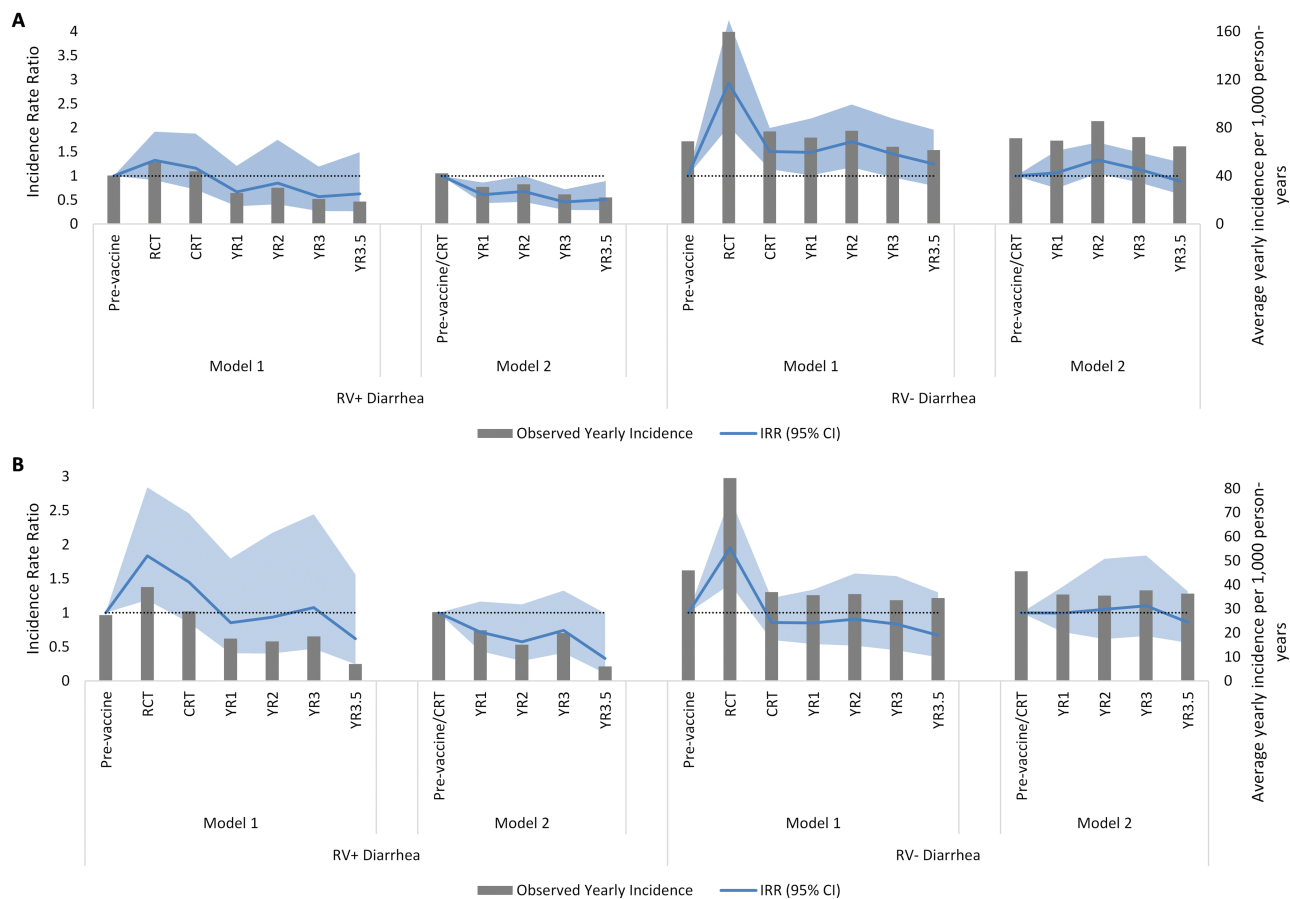 A
Incidence Rate Ratio
4
3.5
3
2.5
2
1.5
1
0.5
0
160
120
80
40
0
Average yearly incidence per 1,000 person-
years
Pre-vaccine
RCT
CRT
YR1
YR2
YR3
YR3.5
Pre-vaccine/CRT
YR1
YR2
YR3
YR3.5
Pre-vaccine
RCT
CRT
YR1
YR2
YR3
YR3.5
Pre-vaccine/CRT
YR1
YR2
YR3
YR3.5
Model 1
Model 2
Model 1
Model 2
RV+ Diarrhea
RV- Diarrhea
Observed Yearly Incidence
IRR (95% CI)
B
Incidence Rate Ratio
3
2.5
2
1.5
1
0.5
0
80
70
60
50
40
30
20
10
0
Average yearly incidence per 1,000 person-
years
Pre-vaccine
RCT
CRT
YR1
YR2
YR3
YR3.5
Pre-vaccine/CRT
YR1
YR2
YR3
YR3.5
Pre-vaccine
RCT
CRT
YR1
YR2
YR3
YR3.5
Pre-vaccine/CRT
YR1
YR2
YR3
YR3.5
Model 1
Model 2
Model 1
Model 2
RV+ Diarrhea
RV- Diarrhea
Observed Yearly Incidence
IRR (95% CI)